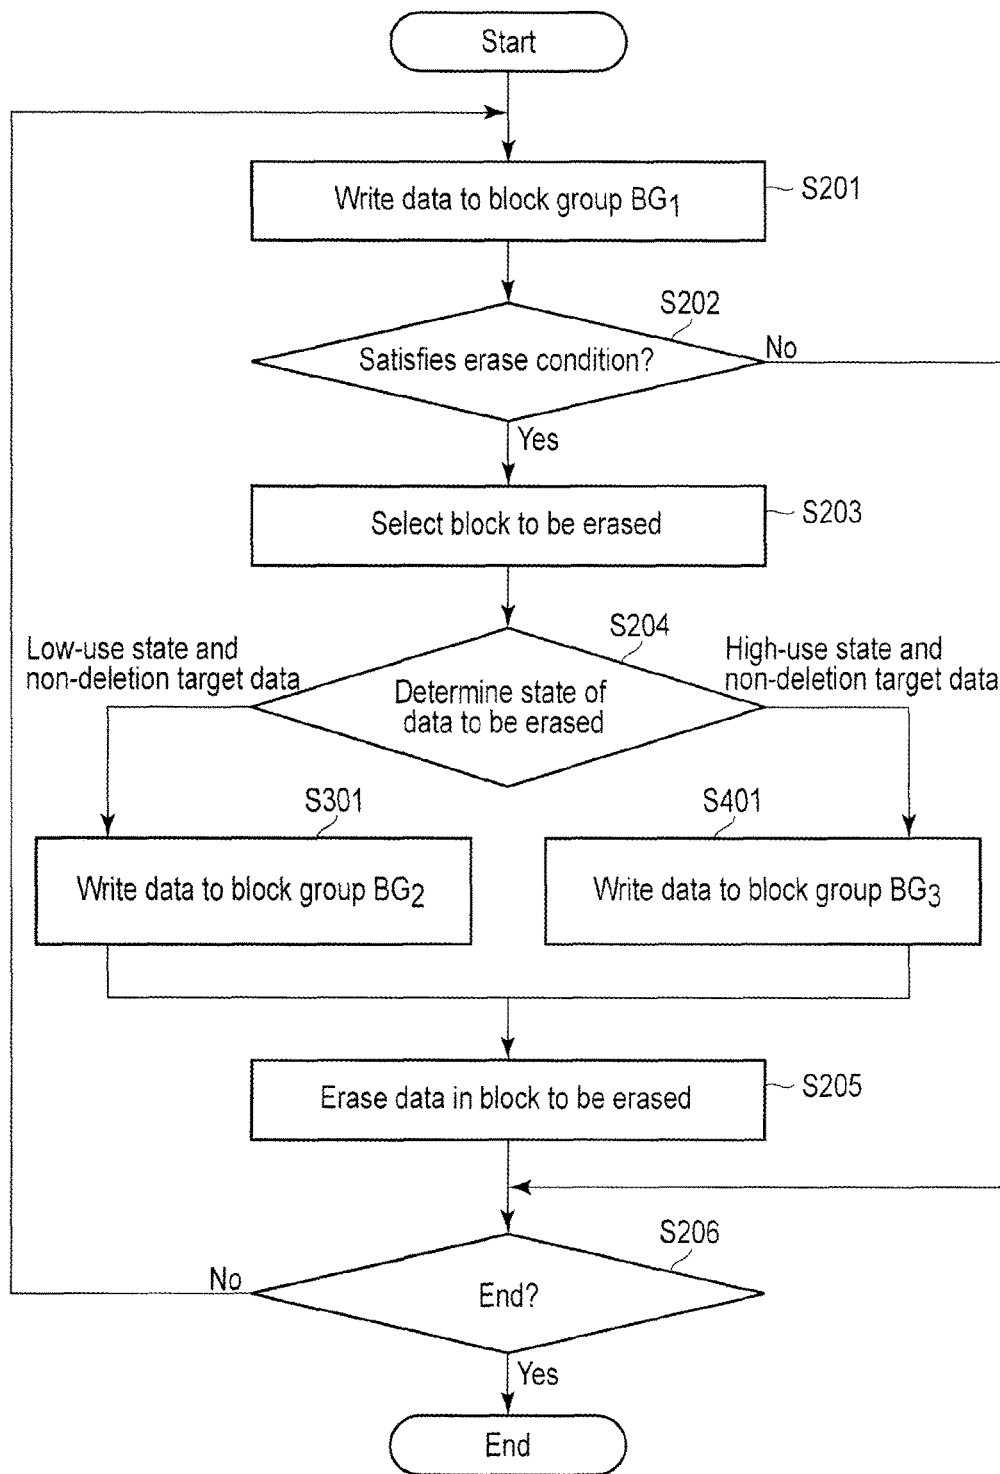 Start
Write data to block group BG1
S201
S202
Satisfies erase condition?
No
Yes
Select block to be erased
S203
S204
Low-use state and
non-deletion target data
High-use state and
non-deletion target data
Determine state of
data to be erased
S301
S401
Write data to block group BG2
Write data to block group BG3
Erase data in block to be erased
S205
S206
No
End?
Yes
End